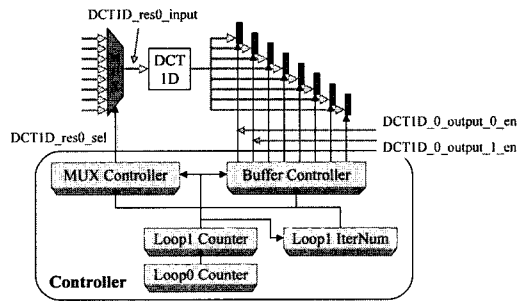 DCT1D_res0_input
DCT
1D
DCT1D_0_output_0_en
DCT1D_res0_sel
DCT1D_0_output_1_en
MUX Controller
Buffer Controller
Loop1 Counter
Loop1 IterNum
Loop0 Counter
Controller